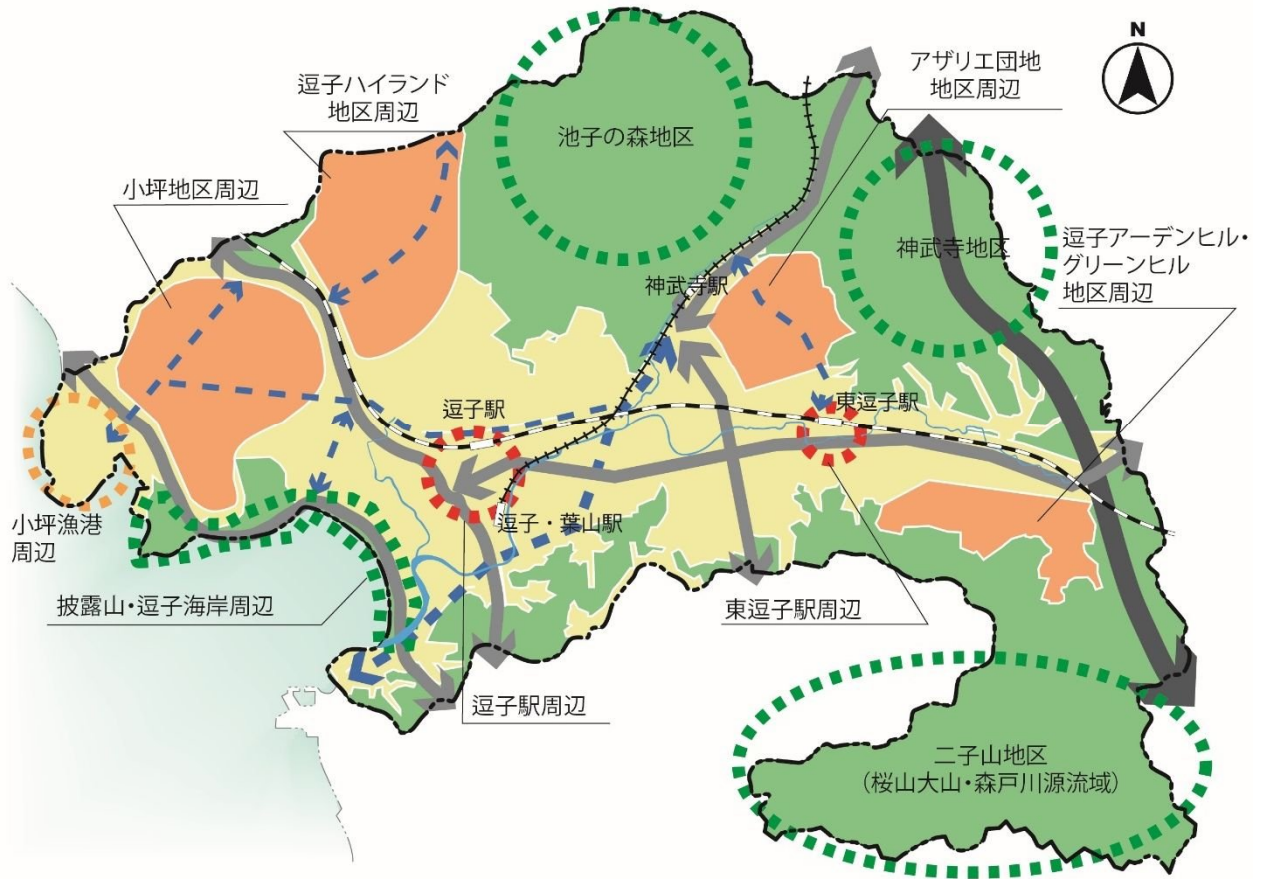 N
アザリエ団地
地区周辺
逗子ハイランド
地区周辺
池子の森地区
小坪地区周辺
神武寺地区
逗子アーデンヒル・
グリーンヒル
地区周辺
神武寺駅
逗子駅
東逗子駅
小坪漁港
周辺
逗子・葉山駅
披露山・逗子海岸周辺
東逗子駅周辺
逗子駅周辺
二子山地区
（桜山大山・森戸川源流域）